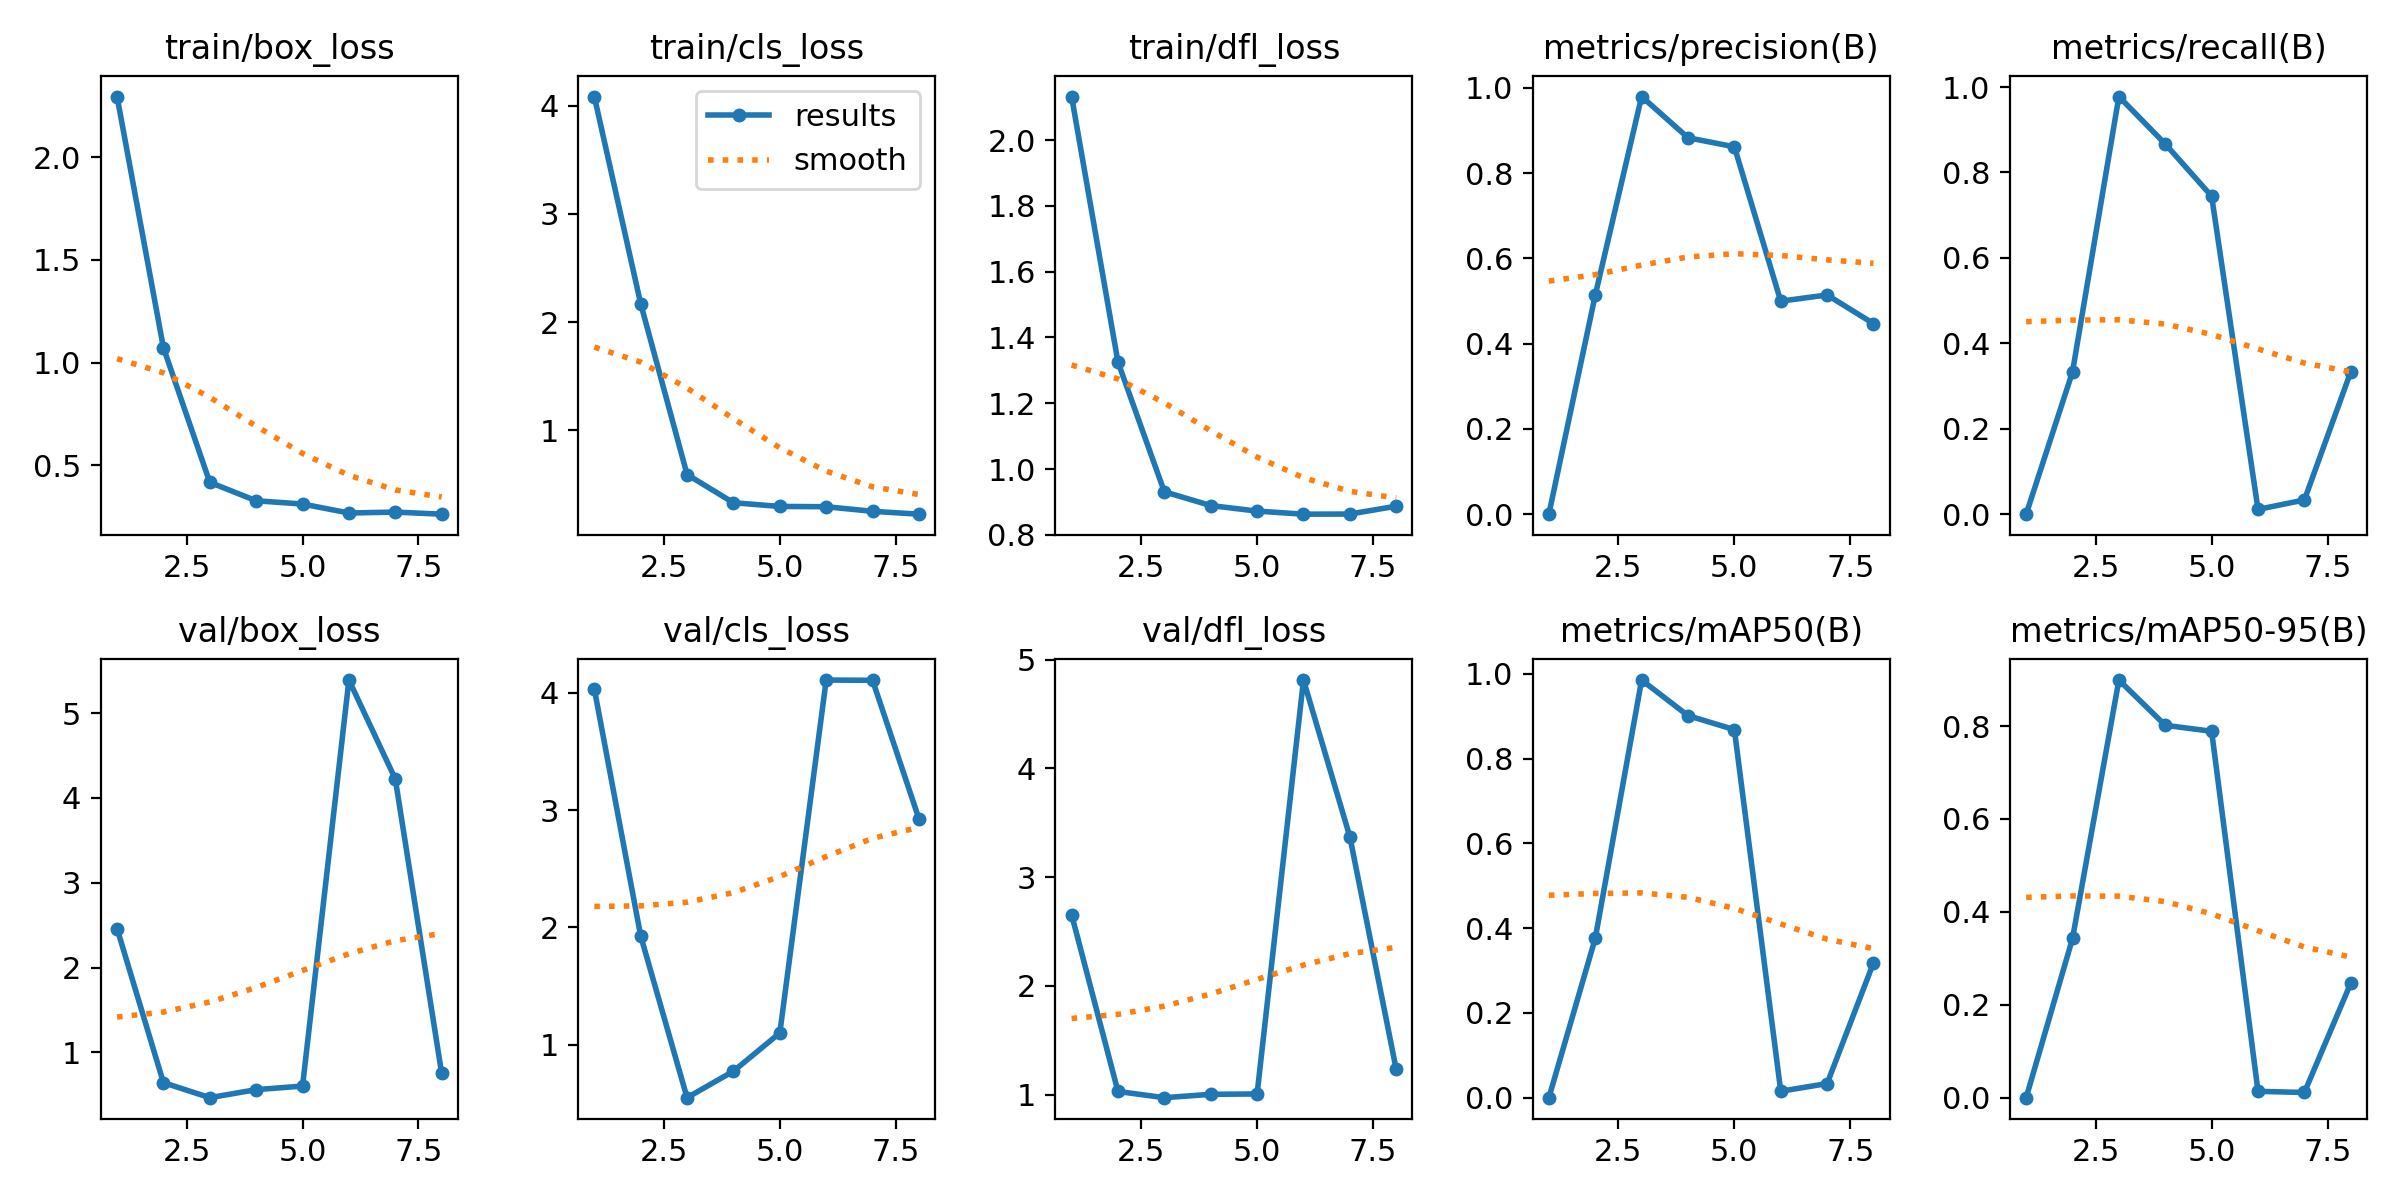 train/box_loss
train/cls_loss
train/dfl_loss
metrics/precision(B)
metrics/recall(B)
2.0
1.5
1.0
0.5
2.5 5.0 7.5
4
3
2
1
results
smooth
2.5 5.0 7.5
2.0
1.8
1.6
1.4
1.2
1.0
0.8
2.5 5.0 7.5
1.0
0.8
0.6
0.4
0.2
0.0
2.5 5.0 7.5
1.0
0.8
0.6
0.4
0.2
0.0
2.5 5.0 7.5
val/box_loss
val/cls_loss
val/dfl_loss
metrics/mAP50(B)
metrics/mAP50-95(B)
5
4
3
2
1
2.5 5.0 7.5
4
3
2
1
2.5 5.0 7.5
5
4
3
2
1
2.5 5.0 7.5
1.0
0.8
0.6
0.4
0.2
0.0
2.5 5.0 7.5
0.8
0.6
0.4
0.2
0.0
2.5 5.0 7.5